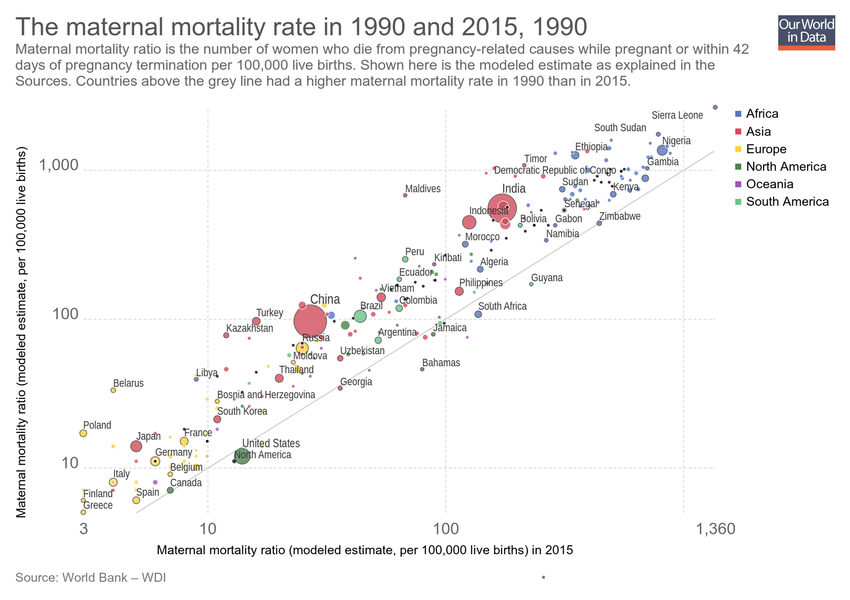 The maternal mortality rate in 1990 and 2015, 1990
Our World
in Data
Maternal mortality ratio is the number of women who die from pregnancy-related causes while pregnant or within 42
days of pregnancy termination per 100,000 live births. Shown here is the modeled estimate as explained in the
Sources. Countries above the grey line had a higher maternal mortality rate in 1990 than in 2015.
Maternal mortality ratio (modeled estimate, per 100,000 live births)
1,000
100
10
Sierra Leone
South Sudan
Nigeria
Ethiopia
Timor
Gambia
Democratic Republic of Congo
Sudan
Kenya
India
Maldives
Senegal
Indonesia
Bolivia
Gabon
Zimbabwe
Morocco
Namibia
Peru
Kiribati
Algeria
Ecuador
Guyana
Vietnam
Philippines
China
Colombia
Brazil
South Africa
Turkey
Kazakhstan
Argentina
Jamaica
Russia
Uzbekistan
Moldova
Bahamas
Libya
Thailand
Georgia
Belarus
Bosnia and Herzegovina
South Korea
Poland
Japan
France
United States
North America
Germany
Belgium
Italy
Canada
Finland
Spain
Greece
Africa
Asia
Europe
North America
Oceania
South America
3
10
100
1,360
Maternal mortality ratio (modeled estimate, per 100,000 live births) in 2015
Source: World Bank – WDI